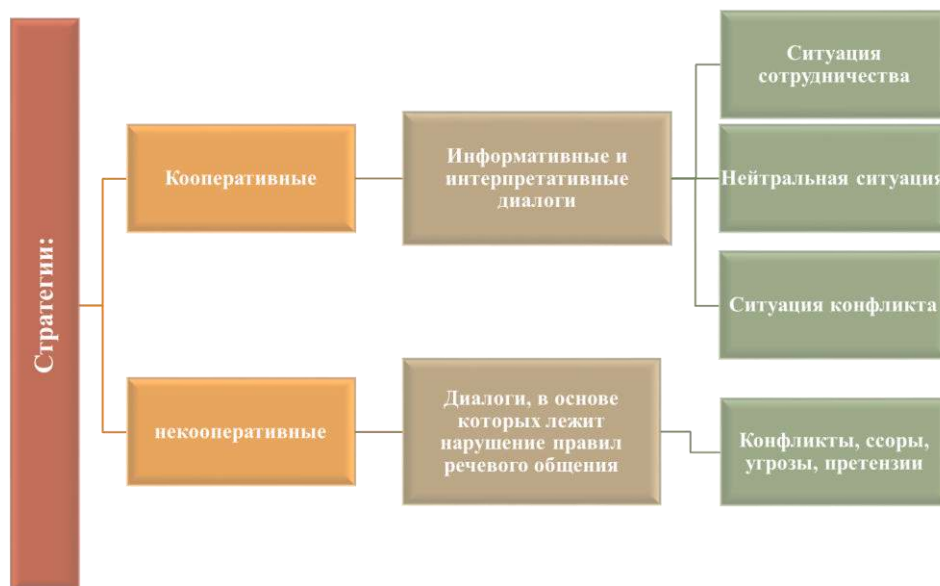 Стратегии:
Кооперативные
Информативные и
интерпретативные
диалоги
Ситуация
сотрудничества
Нейтральная ситуация
Ситуация конфликта
некооперативные
Диалоги, в основе
которых лежит
нарушение правил
речевого общения
Конфликты, ссоры,
угрозы, претензии